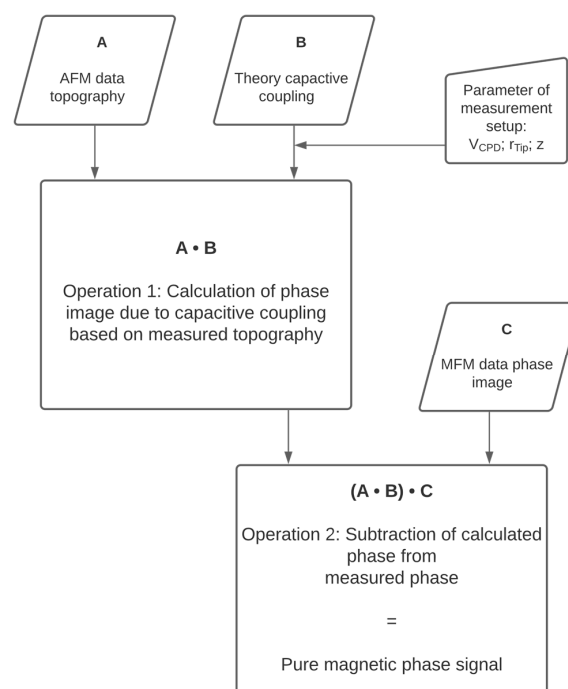 A
AFM data
topography
B
Theory capactive
coupling
Parameter of
measurement
setup:
V_CPD; r_Tip; z
A • B
Operation 1: Calculation of phase
image due to capacitive coupling
based on measured topography
C
MFM data phase
image
(A • B) • C
Operation 2: Subtraction of calculated
phase from
measured phase
=
Pure magnetic phase signal